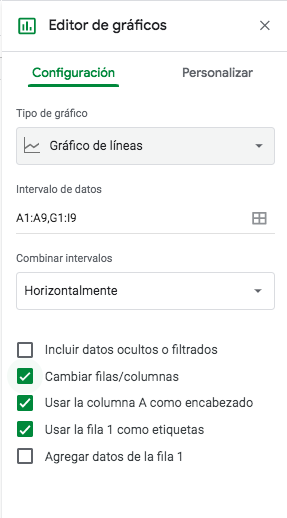 Editor de gráficos
Configuración
Personalizar
Tipo de gráfico
Gráfico de líneas
Intervalo de datos
A1:A9,G1:I9
Combinar intervalos
Horizontalmente
Incluir datos ocultos o filtrados
Cambiar filas/columnas
Usar la columna A como encabezado
Usar la fila 1 como etiquetas
Agregar datos de la fila 1